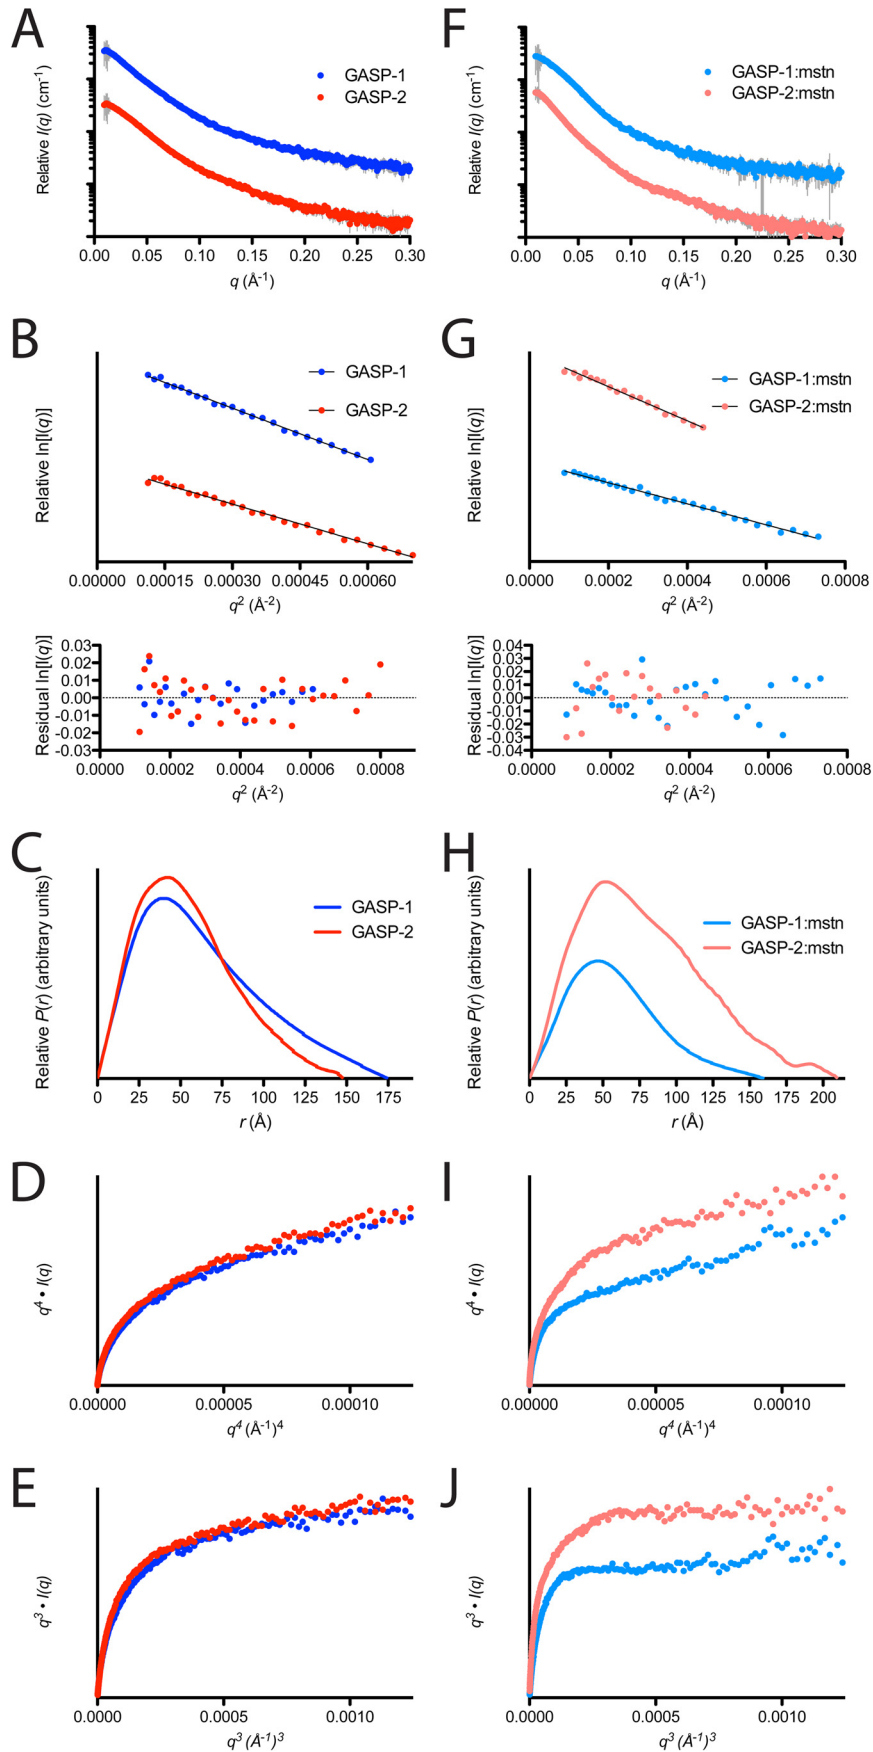 A
Relative I(q) (cm-1)
GASP-1
GASP-2
0.00 0.05 0.10 0.15 0.20 0.25 0.30
q (Å-1)
F
Relative I(q) (cm-1)
GASP-1:mstn
GASP-2:mstn
0.00 0.05 0.10 0.15 0.20 0.25 0.30
q (Å-1)
B
Relative ln[I(q)]
GASP-1
GASP-2
0.00000 0.00015 0.00030 0.00045 0.00060
q2 (Å-2)
Residual ln[I(q)]
0.03
0.02
0.01
0.00
-0.01
-0.02
-0.03
0.0000 0.0002 0.0004 0.0006 0.0008
q2 (Å-2)
G
Relative ln[I(q)]
GASP-1:mstn
GASP-2:mstn
0.0000 0.0002 0.0004 0.0006 0.0008
q2 (Å-2)
Residual ln[I(q)]
0.04
0.03
0.02
0.01
0.00
-0.01
-0.02
-0.03
-0.04
0.0000 0.0002 0.0004 0.0006 0.0008
q2 (Å-2)
C
Relative P(r) (arbitrary units)
GASP-1
GASP-2
0 25 50 75 100 125 150 175
r (Å)
H
Relative P(r) (arbitrary units)
GASP-1:mstn
GASP-2:mstn
0 25 50 75 100 125 150 175 200
r (Å)
D
q4 • I(q)
0.00000 0.00005 0.00010
q4 (Å-1)4
I
q4 • I(q)
0.00000 0.00005 0.00010
q4 (Å-1)4
E
q3 • I(q)
0.0000 0.0005 0.0010
q3 (Å-1)3
J
q3 • I(q)
0.0000 0.0005 0.0010
q3 (Å-1)3